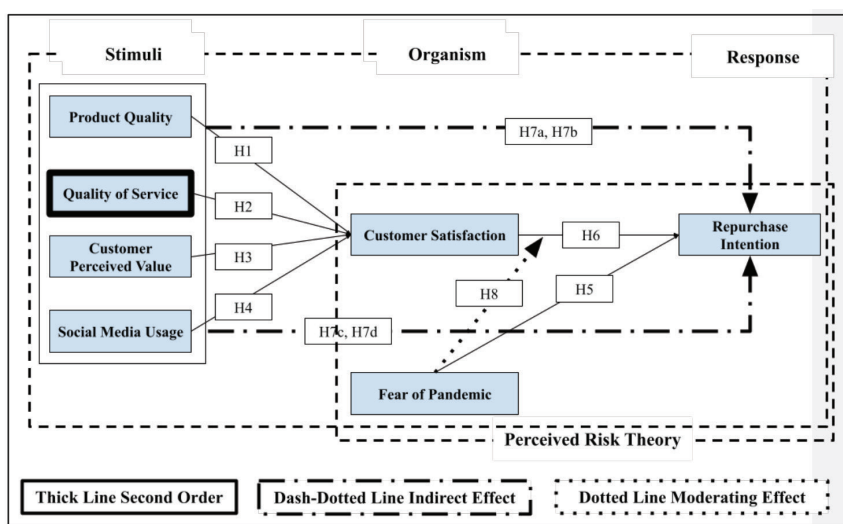 Stimuli
Organism
Response
Product Quality
H7a, H7b
H1
Quality of Service
H2
Customer Satisfaction
H6
Repurchase
Intention
Customer
Perceived Value
H3
H8
H5
H4
Social Media Usage
H7c, H7d
Fear of Pandemic
Perceived Risk Theory
Thick Line Second Order
Dash-Dotted Line Indirect Effect
Dotted Line Moderating Effect